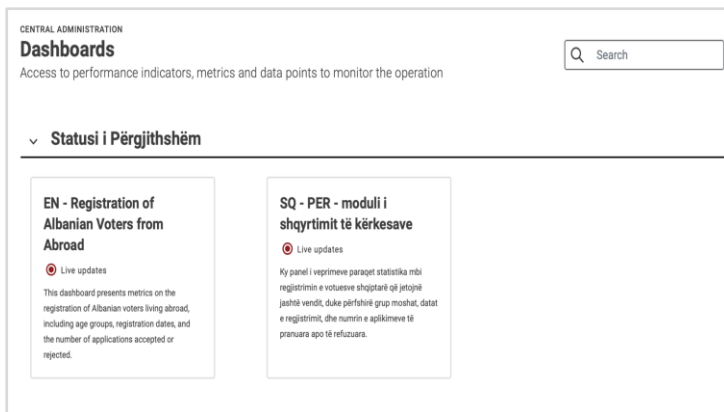 CENTRAL ADMINISTRATION
Dashboards
Access to performance indicators, metrics and data points to monitor the operation
Search
Statusi i Përgjithshëm
EN - Registration of
Albanian Voters from
Abroad
Live updates
This dashboard presents metrics on the
registration of Albanian voters living abroad,
including age groups, registration dates, and
the number of applications accepted or
rejected.
SQ - PER - moduli i
shqyrtimit të kërkesave
Live updates
Ky panel i veprimeve paraqet statistika mbi
regjistrimin e votuesve shqiptarë që jetojnë
jashtë vendit, duke përfshirë grup moshat, datat
e regjistrimit, dhe numrin e aplikimeve të
pranuara apo të refuzuara.